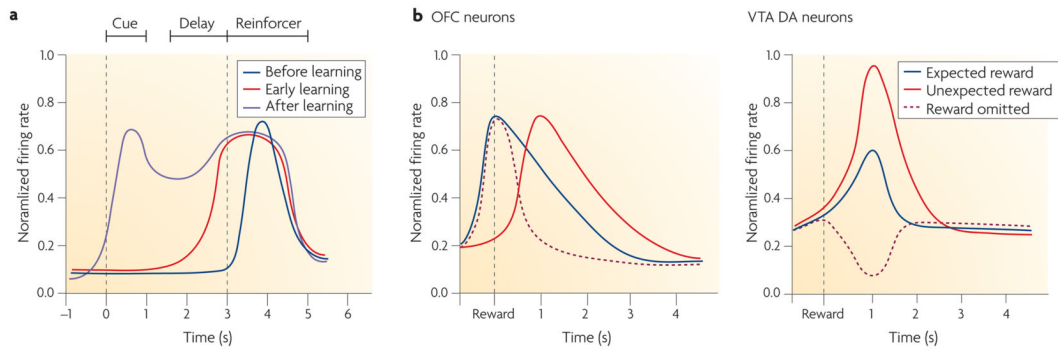 a
Cue Delay Reinforcer
Noramlized firing rate
1.0
0.8
0.6
0.4
0.2
0.0
Before learning
Early learning
After learning
–1 0 1 2 3 4 5 6
Time (s)
b OFC neurons
Noramlized firing rate
1.0
0.8
0.6
0.4
0.2
0.0
Reward 1 2 3 4
Time (s)
VTA DA neurons
Noramlized firing rate
1.0
0.8
0.6
0.4
0.2
0.0
Expected reward
Unexpected reward
Reward omitted
Reward 1 2 3 4
Time (s)